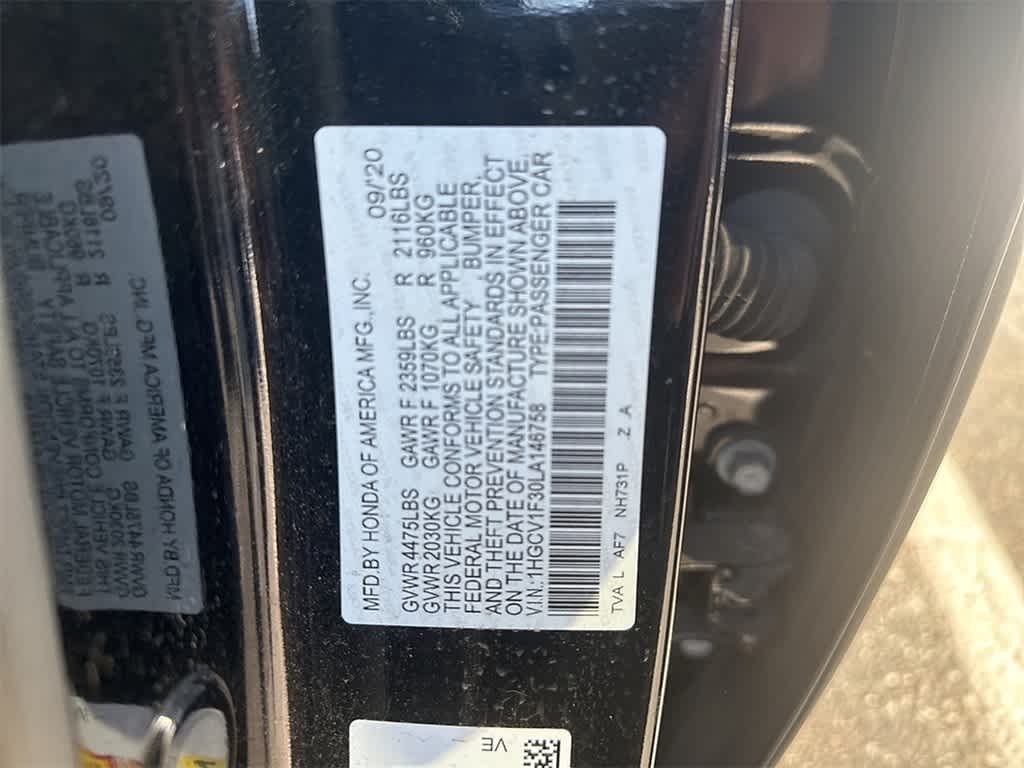 MFD BY HONDA OF AMERICA MFG.,INC. 09/'20
GVWR 4475LBS GAWR F 2359LBS R 2116LBS
GVWR 2030KG GAWR F 1070KG R 960KG
THIS VEHICLE CONFORMS TO ALL APPLICABLE
FEDERAL MOTOR VEHICLE SAFETY , BUMPER,
AND THEFT PREVENTION STANDARDS IN EFFECT
ON THE DATE OF MANUFACTURE SHOWN ABOVE.
V.I.N.:1HGCV1F30LA146758 TYPE:PASSENGER CAR
TVA L AF7 NH731P Z A
VE